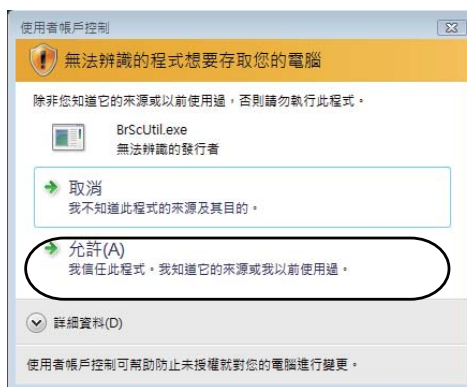 使用者帳戶控制
無法辨識的程式想要存取您的電腦
除非您知道它的來源或以前使用過，否則請勿執行此程式。
BrScUtil.exe
無法辨識的發行者
取消
我不知道此程式的來源及其目的。
允許(A)
我信任此程式。我知道它的來源或我以前使用過。
詳細資料(D)
使用者帳戶控制可幫助防止未授權就對您的電腦進行變更。